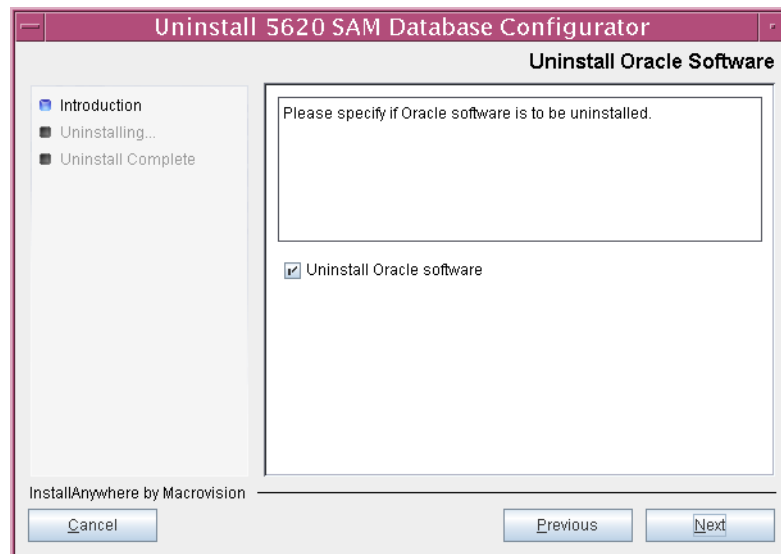 Uninstall 5620 SAM Database Configurator
Uninstall Oracle Software
Introduction
Uninstalling...
Uninstall Complete
Please specify if Oracle software is to be uninstalled.
Uninstall Oracle software
InstallAnywhere by Macrovision
Cancel
Previous
Next